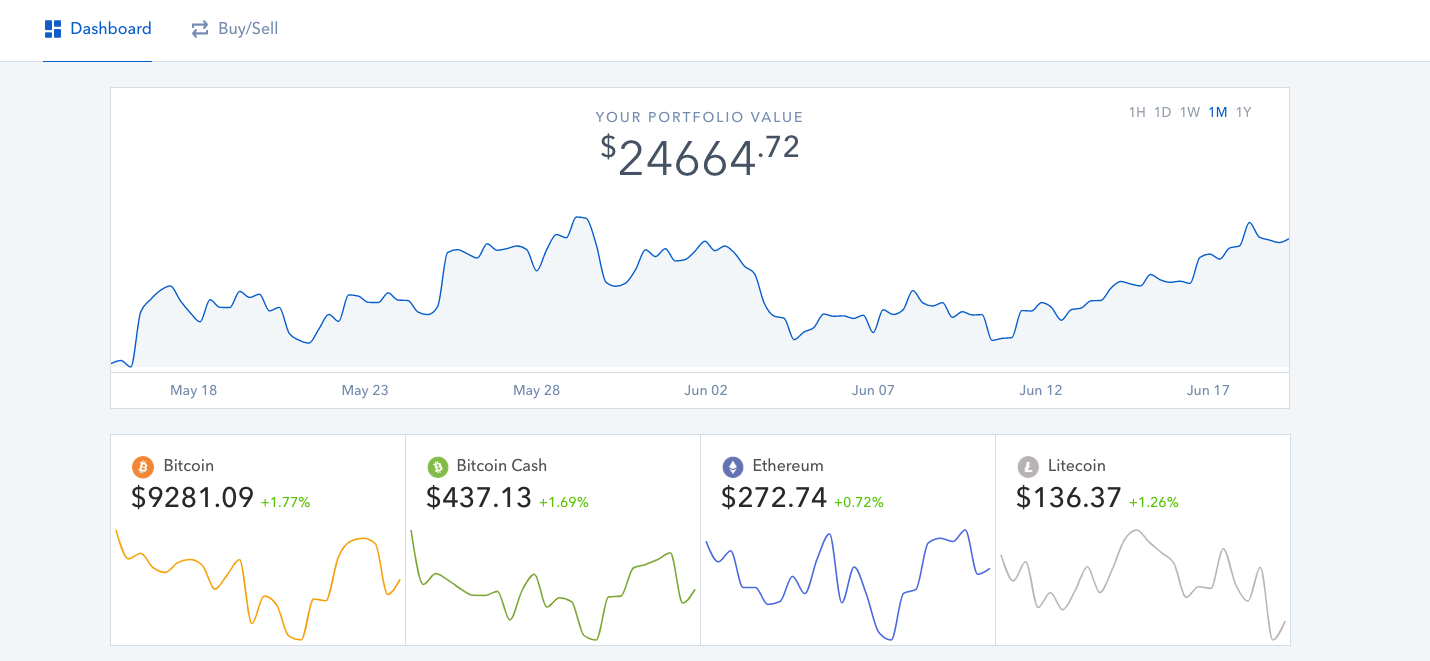 Dashboard Buy/Sell
YOUR PORTFOLIO VALUE
1H 1D 1W 1M 1Y
$24664.72
May 18 May 23 May 28 Jun 02 Jun 07 Jun 12 Jun 17
Bitcoin
$9281.09 +1.77%
Bitcoin Cash
$437.13 +1.69%
Ethereum
$272.74 +0.72%
Litecoin
$136.37 +1.26%